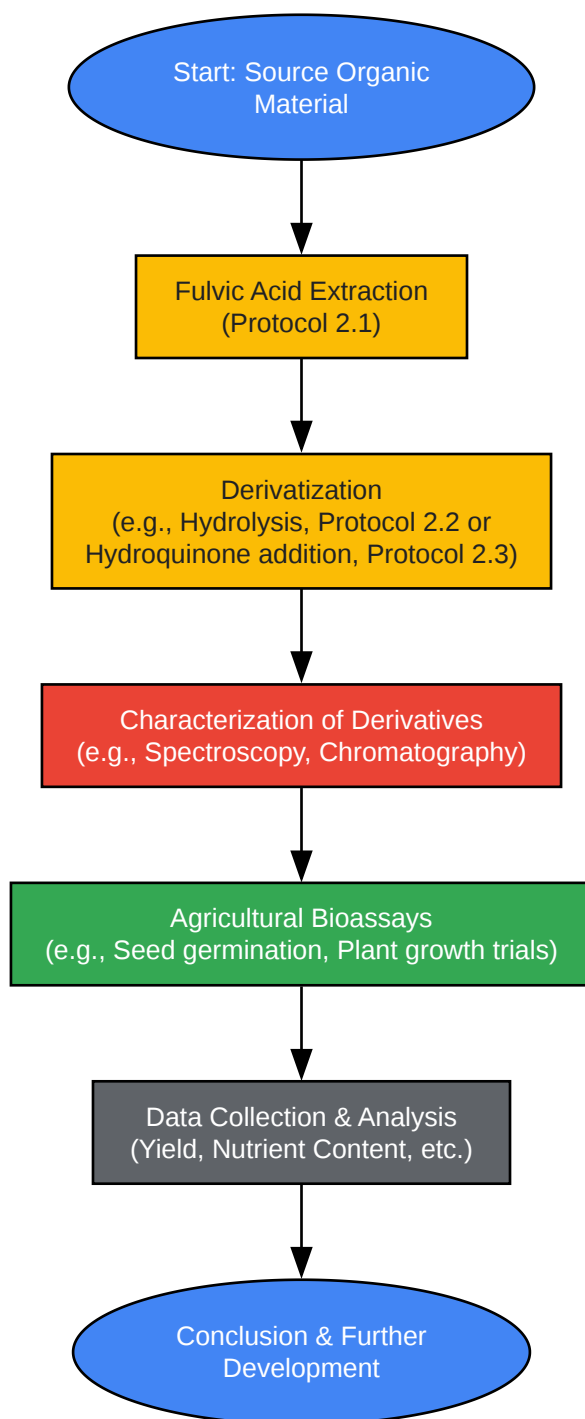 Start: Source Organic
Material
Fulvic Acid Extraction
(Protocol 2.1)
Derivatization
(e.g., Hydrolysis, Protocol 2.2 or
Hydroquinone addition, Protocol 2.3)
Characterization of Derivatives
(e.g., Spectroscopy, Chromatography)
Agricultural Bioassays
(e.g., Seed germination, Plant growth trials)
Data Collection & Analysis
(Yield, Nutrient Content, etc.)
Conclusion & Further
Development